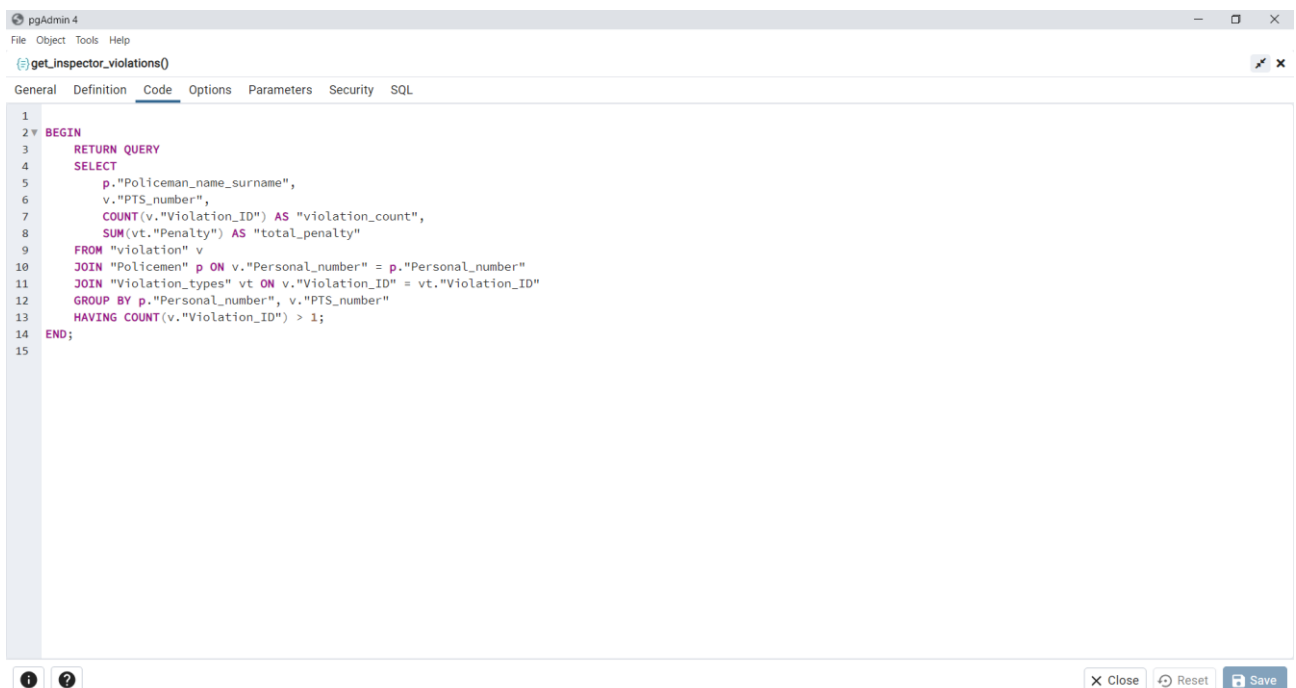 pgAdmin 4
File Object Tools Help
get_inspector_violations()
General Definition Code Options Parameters Security SQL
1
2 BEGIN
3 RETURN QUERY
4 SELECT
5 p."Policeman_name_surname",
6 v."PTS_number",
7 COUNT(v."Violation_ID") AS "violation_count",
8 SUM(vt."Penalty") AS "total_penalty"
9 FROM "violation" v
10 JOIN "Policemen" p ON v."Personal_number" = p."Personal_number"
11 JOIN "Violation_types" vt ON v."Violation_ID" = vt."Violation_ID"
12 GROUP BY p."Personal_number", v."PTS_number"
13 HAVING COUNT(v."Violation_ID") > 1;
14 END;
15
Close Reset Save